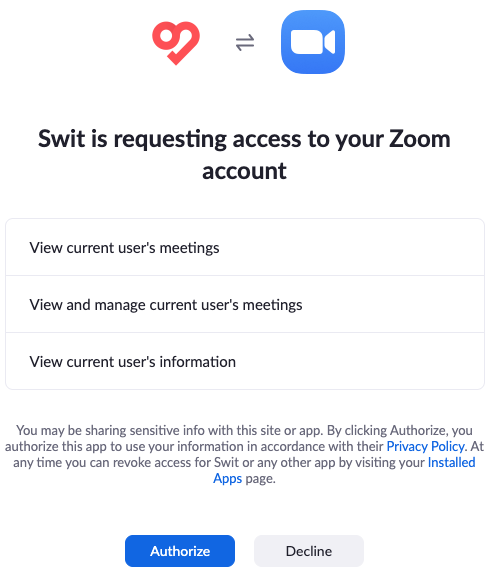 Swit is requesting access to your Zoom
account
View current user's meetings
View and manage current user's meetings
View current user's information
You may be sharing sensitive info with this site or app. By clicking Authorize, you
authorize this app to use your information in accordance with their Privacy Policy. At
any time you can revoke access for Swit or any other app by visiting your Installed
Apps page.
Authorize
Decline